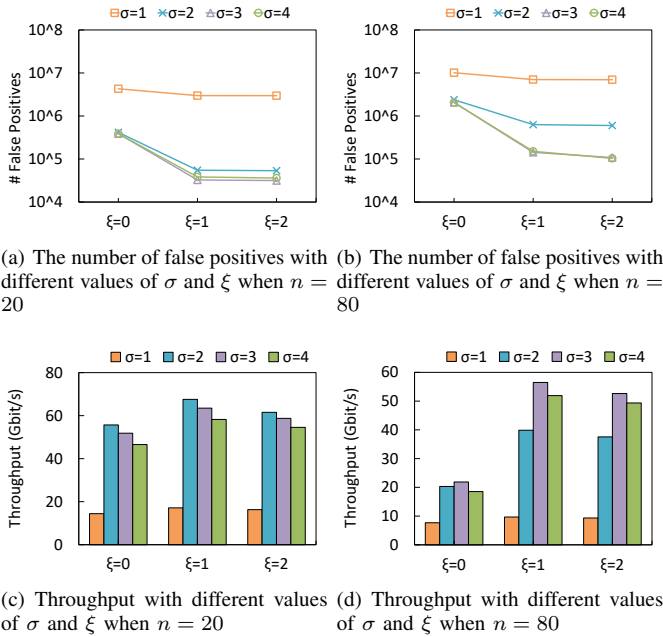 σ=1 σ=2 σ=3 σ=4
10^8
10^7
10^6
10^5
10^4
# False Positives
ξ=0 ξ=1 ξ=2
(a) The number of false positives with
different values of σ and ξ when n =
20
σ=1 σ=2 σ=3 σ=4
10^8
10^7
10^6
10^5
10^4
# False Positives
ξ=0 ξ=1 ξ=2
(b) The number of false positives with
different values of σ and ξ when n =
80
σ=1 σ=2 σ=3 σ=4
80
60
40
20
0
Throughput (Gbit/s)
ξ=0 ξ=1 ξ=2
(c) Throughput with different values
of σ and ξ when n = 20
σ=1 σ=2 σ=3 σ=4
60
50
40
30
20
10
0
Throughput (Gbit/s)
ξ=0 ξ=1 ξ=2
(d) Throughput with different values
of σ and ξ when n = 80